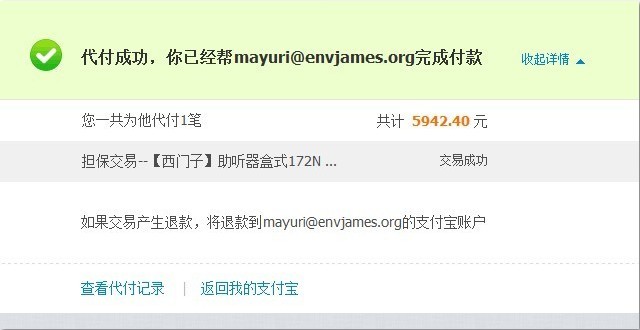 代付成功，你已经帮mayuri@envjames.org完成付款
收起详情
您一共为他代付1笔
共计 5942.40 元
担保交易--【西门子】助听器盒式172N ...
交易成功
如果交易产生退款，将退款到mayuri@envjames.org的支付宝账户
查看代付记录 | 返回我的支付宝